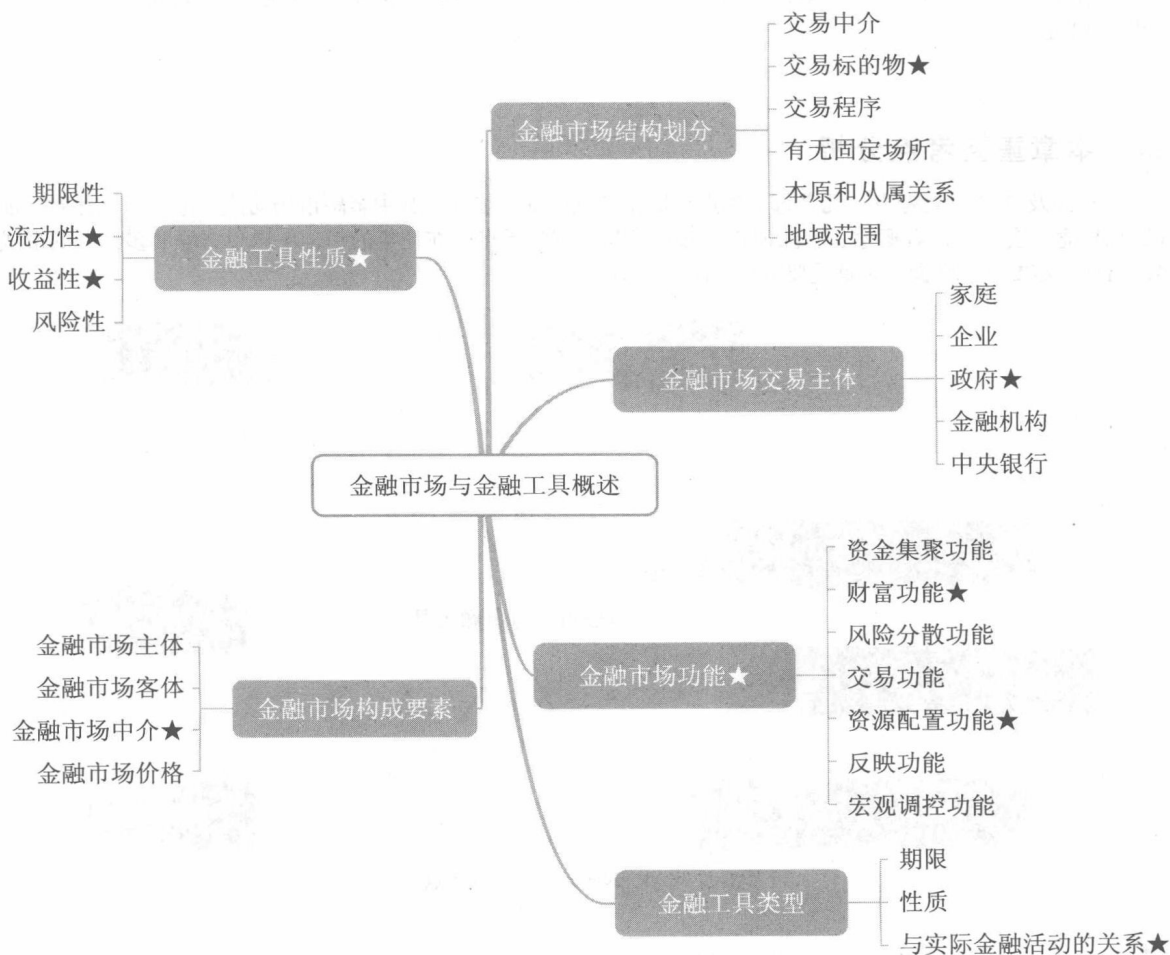 金融市场与金融工具概述
金融市场结构划分
交易中介
交易标的物★
交易程序
有无固定场所
本原和从属关系
地域范围
金融市场交易主体
家庭
企业
政府★
金融机构
中央银行
金融市场功能★
资金集聚功能
财富功能★
风险分散功能
交易功能
资源配置功能★
反映功能
宏观调控功能
金融工具类型
期限
性质
与实际金融活动的关系★
金融工具性质★
期限性
流动性★
收益性★
风险性
金融市场构成要素
金融市场主体
金融市场客体
金融市场中介★
金融市场价格